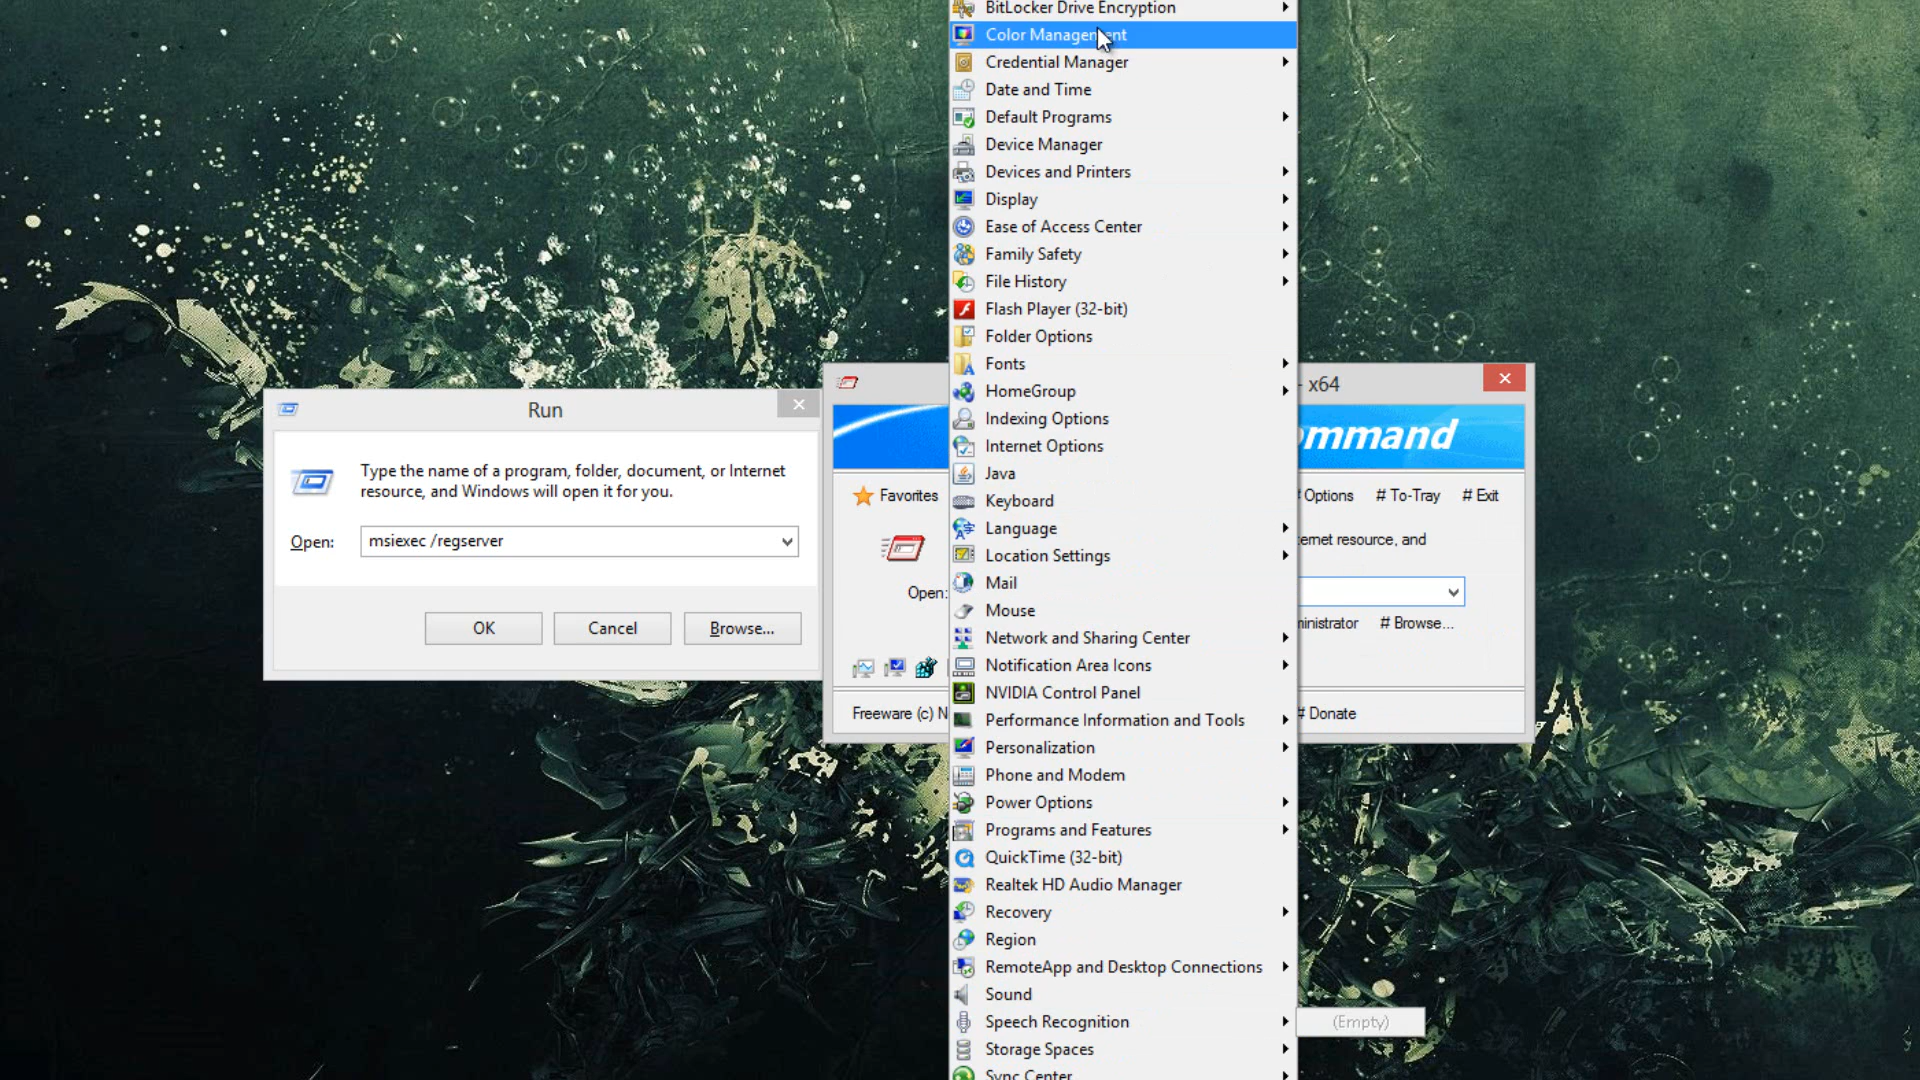 BitLocker Drive Encryption
Color Management
Credential Manager
Date and Time
Default Programs
Device Manager
Devices and Printers
Display
Ease of Access Center
Family Safety
File History
Flash Player (32-bit)
Folder Options
Fonts
HomeGroup
Indexing Options
Internet Options
Java
Keyboard
Language
Location Settings
Mail
Mouse
Network and Sharing Center
Notification Area Icons
NVIDIA Control Panel
Performance Information and Tools
Personalization
Phone and Modem
Power Options
Programs and Features
QuickTime (32-bit)
Realtek HD Audio Manager
Recovery
Region
RemoteApp and Desktop Connections
Sound
Speech Recognition
(Empty)
Storage Spaces
Sync Center
Run
Type the name of a program, folder, document, or Internet
resource, and Windows will open it for you.
Open: msiexec /regserver
OK Cancel Browse...
- x64
mmand
Favorites
# Options # To-Tray # Exit
resource, and
Open:
# Browse...
Freeware (c)
# Donate